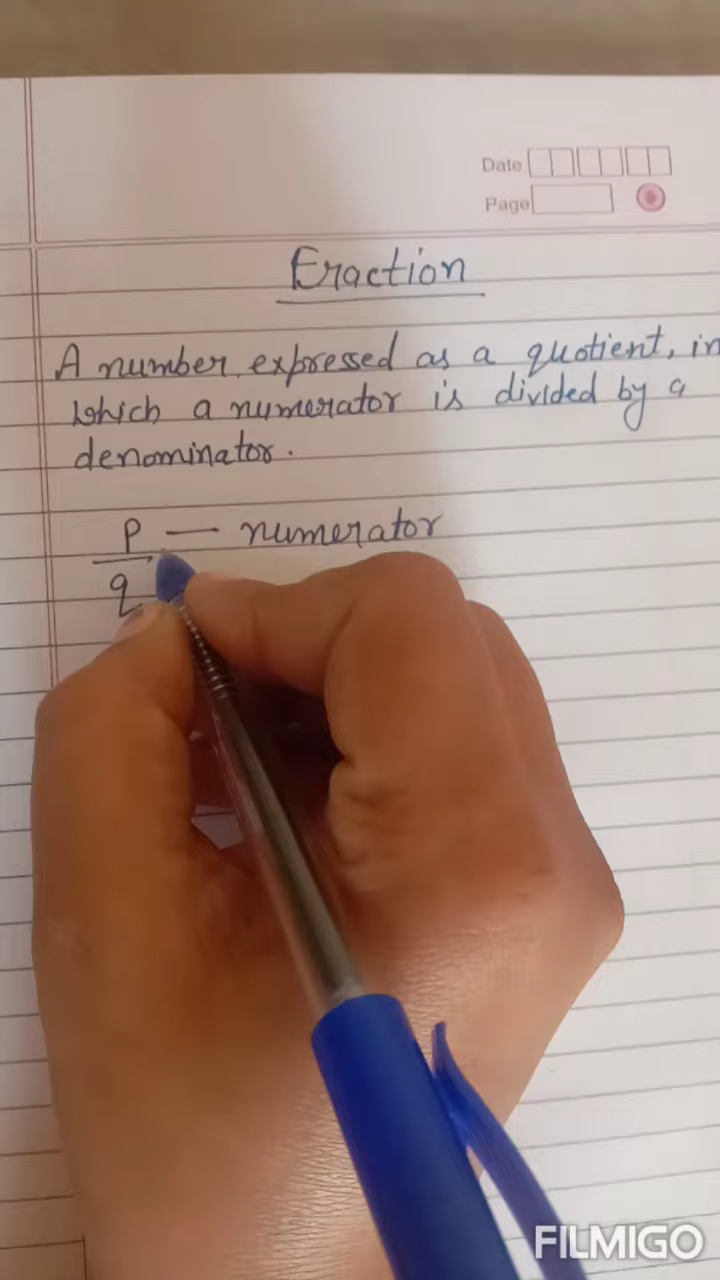 Date
Page
Fraction
A number expressed as a quotient, in
which a numerator is divided by a
denominator.
P — numerator
q
FILMIGO